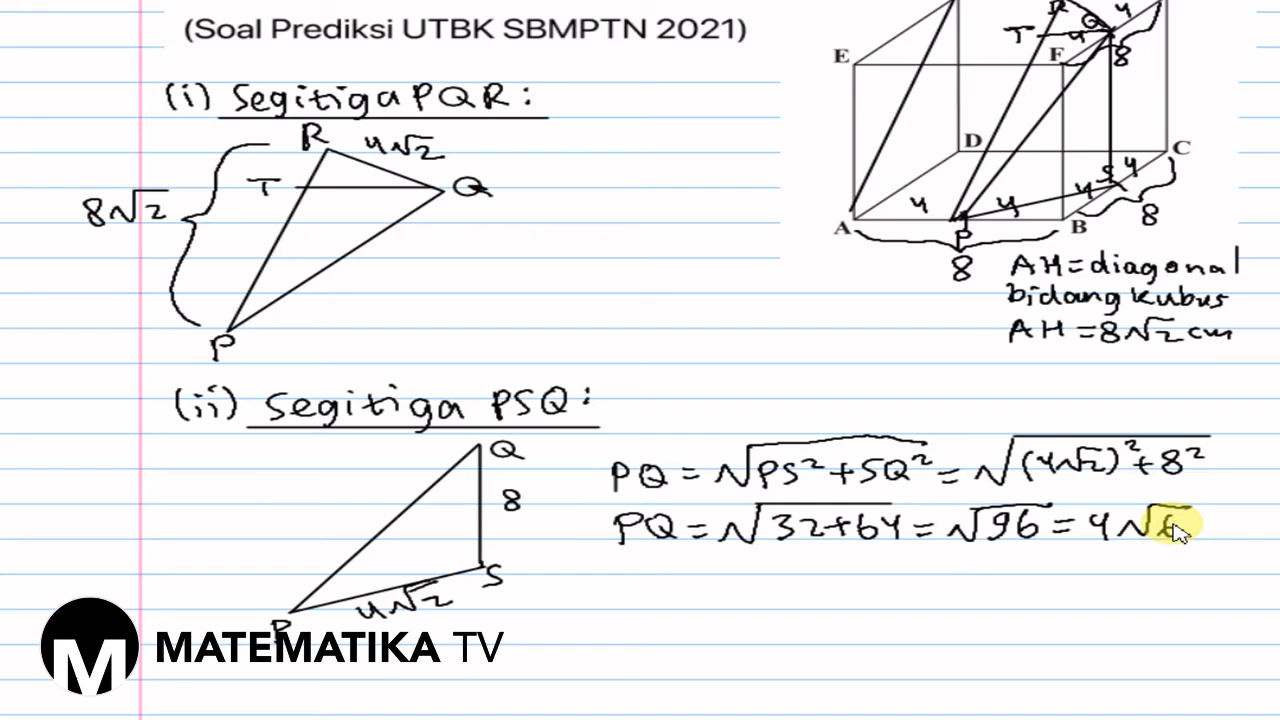 (Soal Prediksi UTBK SBMPTN 2021)
(i) Segitiga PQR:
R
4√2
T
Q
8√2
P
E
F
T
R
Q
4
4
8
D
C
S
4
4
4
4
8
A
P
B
8
AH = diagonal
bidang kubus
AH = 8√2 cm
(ii) Segitiga PSQ:
Q
8
S
4√2
P
PQ = √PS² + SQ² = √(4√2)² + 8²
PQ = √32+64 = √96 = 4√6
M MATEMATIKA TV